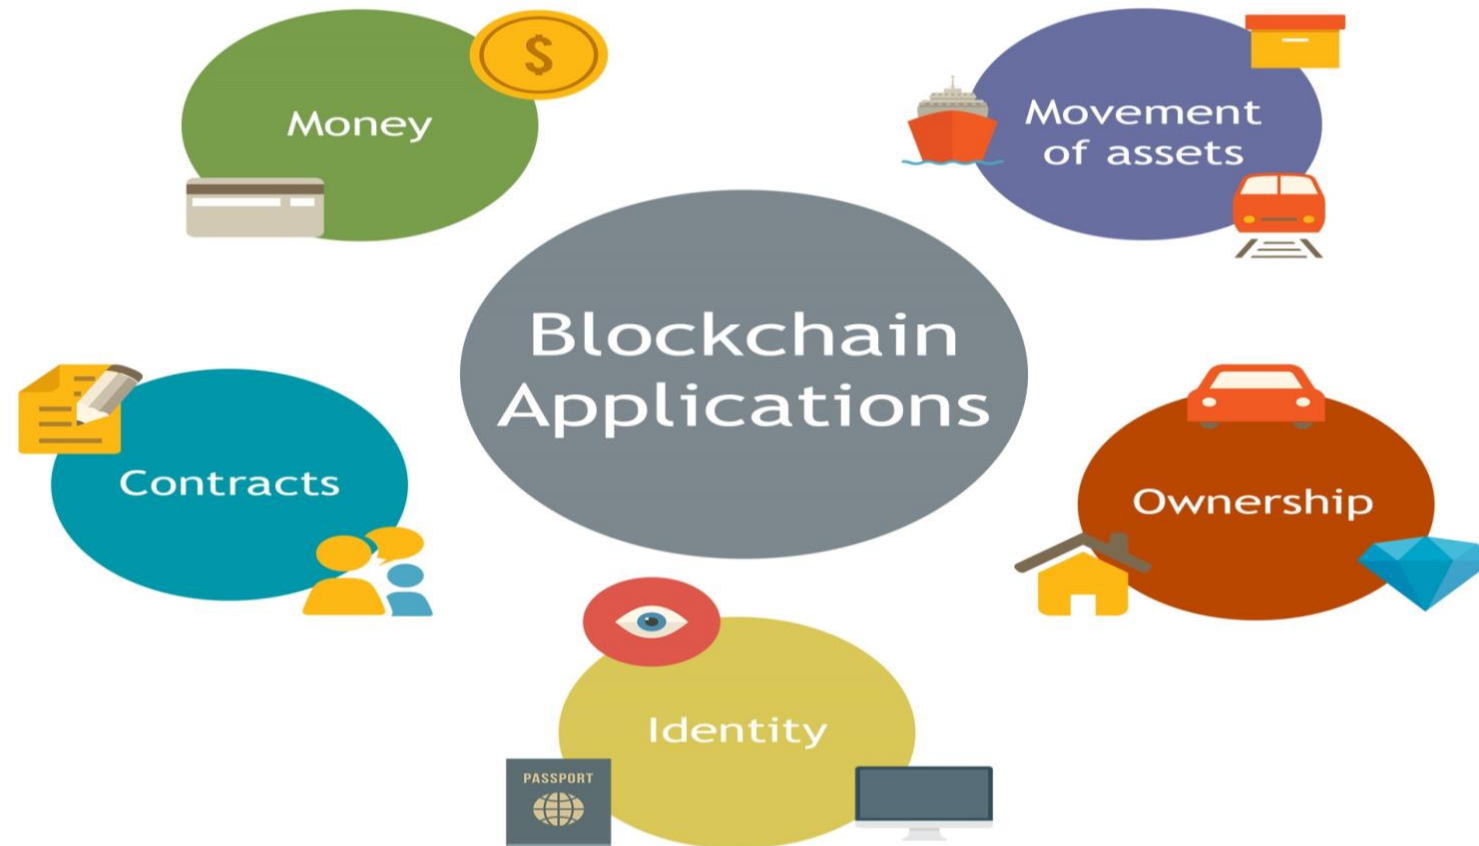 $
Money
Movement
of assets
Blockchain
Applications
Contracts
Ownership
Identity
PASSPORT